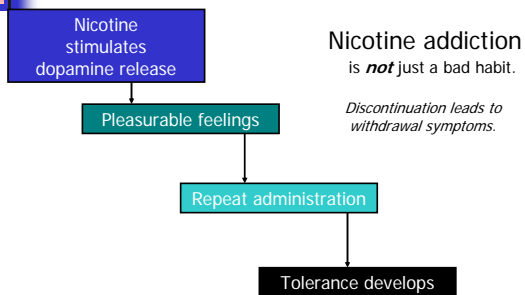 Nicotine
stimulates
dopamine release
Nicotine addiction
is not just a bad habit.
Discontinuation leads to
withdrawal symptoms.
Pleasurable feelings
Repeat administration
Tolerance develops